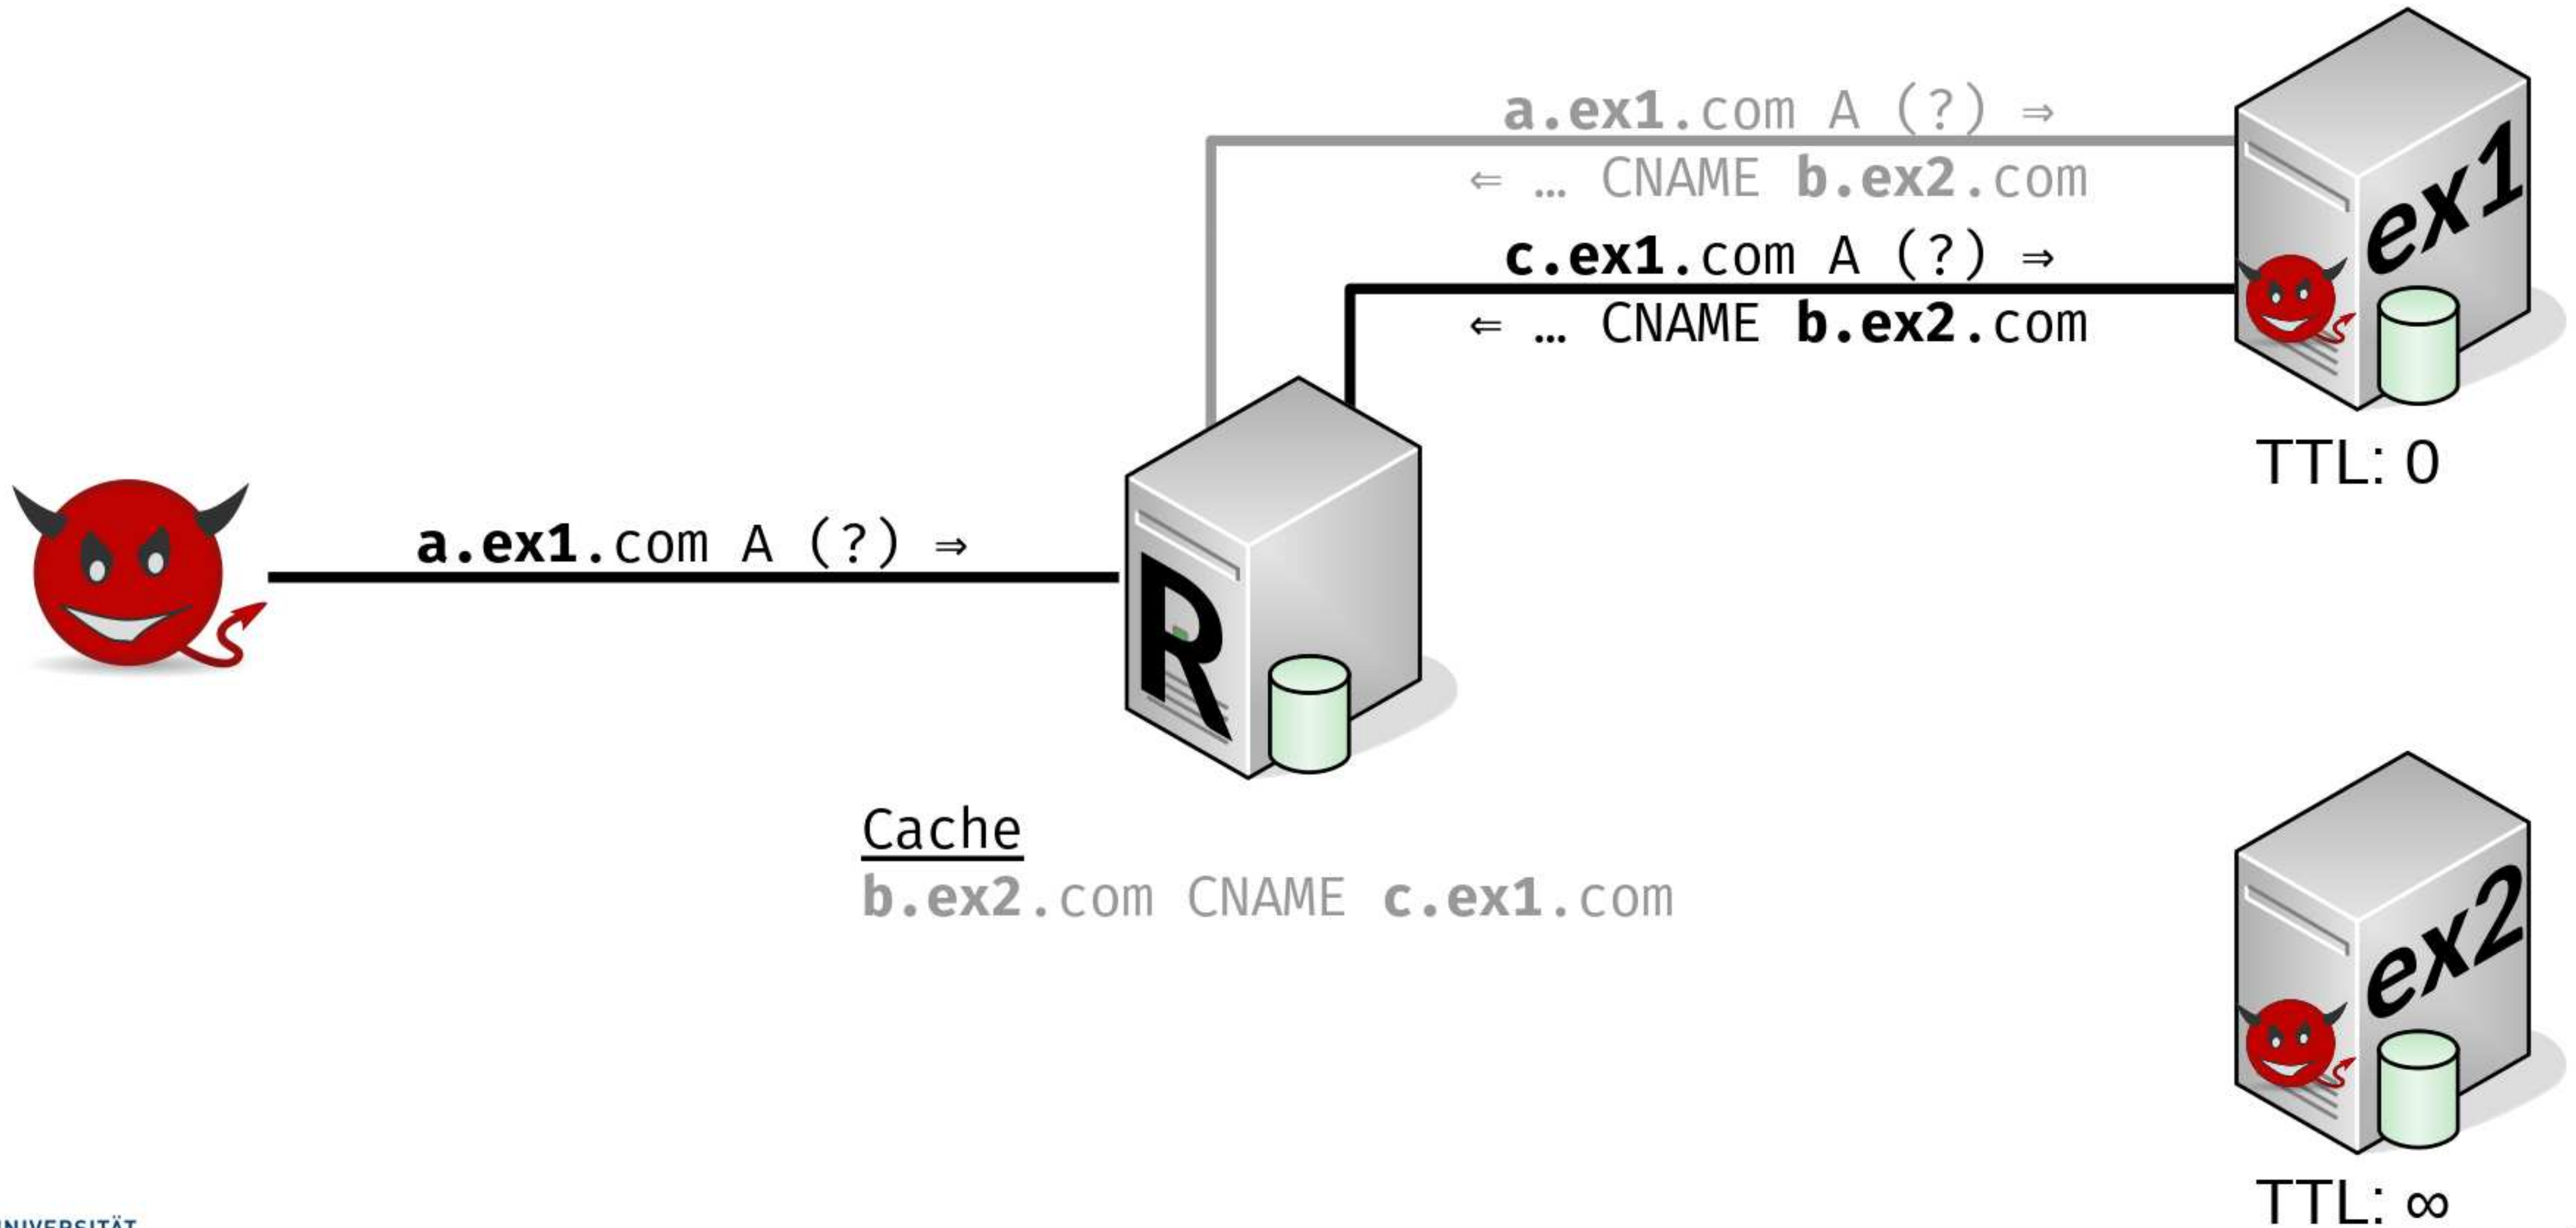 a.ex1.com A (?) ⇒
⇐ … CNAME b.ex2.com
c.ex1.com A (?) ⇒
⇐ … CNAME b.ex2.com
ex1
TTL: 0
a.ex1.com A (?) ⇒
R
Cache
b.ex2.com CNAME c.ex1.com
ex2
TTL: ∞